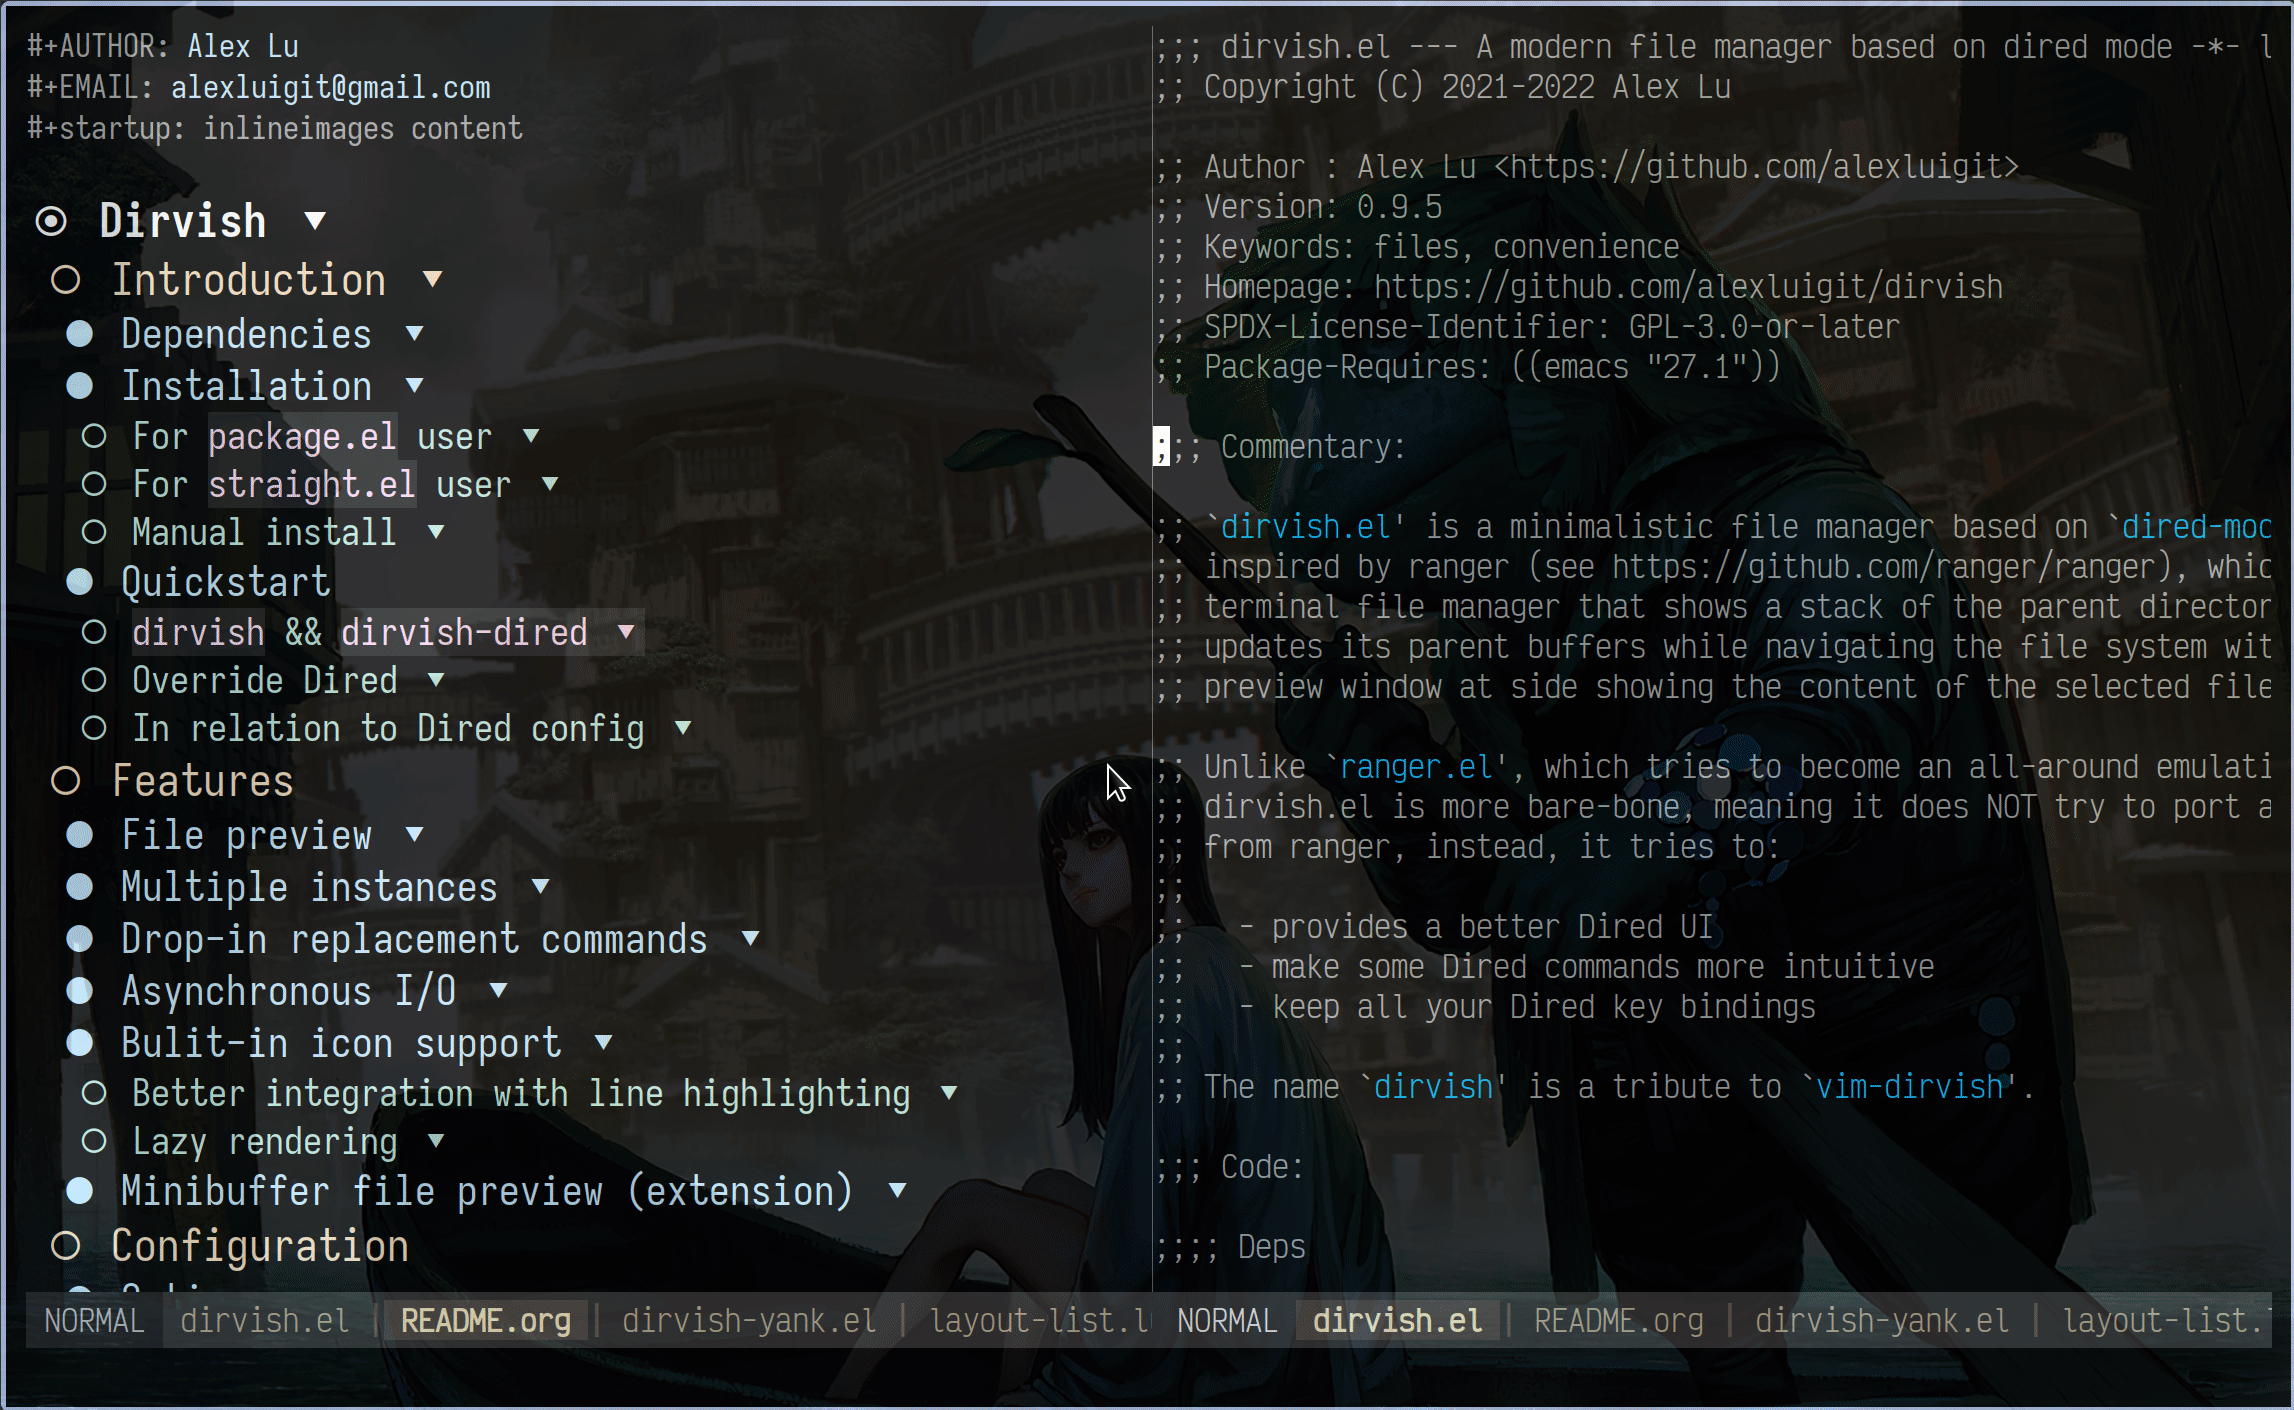 #+AUTHOR: Alex Lu
#+EMAIL: alexluigit@gmail.com
#+startup: inlineimages content
Dirvish ▼
Introduction ▼
Dependencies ▼
Installation ▼
For package.el user ▼
For straight.el user ▼
Manual install ▼
Quickstart
dirvish && dirvish-dired ▼
Override Dired ▼
In relation to Dired config ▼
Features
File preview ▼
Multiple instances ▼
Drop-in replacement commands ▼
Asynchronous I/O ▼
Bulit-in icon support ▼
Better integration with line highlighting ▼
Lazy rendering ▼
Minibuffer file preview (extension) ▼
Configuration
NORMAL dirvish.el | README.org | dirvish-yank.el | layout-list.l
;;; dirvish.el --- A modern file manager based on dired mode -*- l
;; Copyright (C) 2021-2022 Alex Lu
;; Author : Alex Lu <https://github.com/alexluigit>
;; Version: 0.9.5
;; Keywords: files, convenience
;; Homepage: https://github.com/alexluigit/dirvish
;; SPDX-License-Identifier: GPL-3.0-or-later
;; Package-Requires: ((emacs "27.1"))
;;; Commentary:
;; `dirvish.el' is a minimalistic file manager based on `dired-moc
;; inspired by ranger (see https://github.com/ranger/ranger), whic
;; terminal file manager that shows a stack of the parent director
;; updates its parent buffers while navigating the file system wit
;; preview window at side showing the content of the selected file
;; Unlike `ranger.el', which tries to become an all-around emulati
;; dirvish.el is more bare-bone, meaning it does NOT try to port a
;; from ranger, instead, it tries to:
;;
;; - provides a better Dired UI
;; - make some Dired commands more intuitive
;; - keep all your Dired key bindings
;;
;; The name `dirvish' is a tribute to `vim-dirvish'.
;;; Code:
;;;; Deps
NORMAL dirvish.el | README.org | dirvish-yank.el | layout-list.